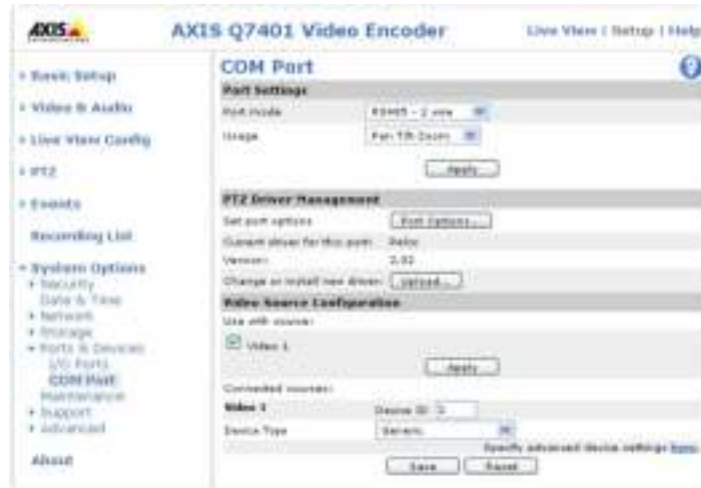 AXIS
AXIS Q7401 Video Encoder
Live View | Setup | Help
Basic Setup
Video & Audio
Live View Config
PTZ
Events
Recording List
System Options
Security
Date & Time
Network
Storage
Ports & Devices
I/O Ports
COM Port
Maintenance
Support
Advanced
About
COM Port
Port Settings
Port mode RS485 - 2 wire
Usage Pan Tilt Zoom
Apply
PTZ Driver Management
Set port options Port Options...
Current driver for this port: Pelco
Version:
Change or install new driver: Upload...
Video Source Configuration
Use with source:
Video 1
Apply
Connected sources:
Video 1 Device ID
Device Type Generic
Specify advanced device settings here.
Save Reset